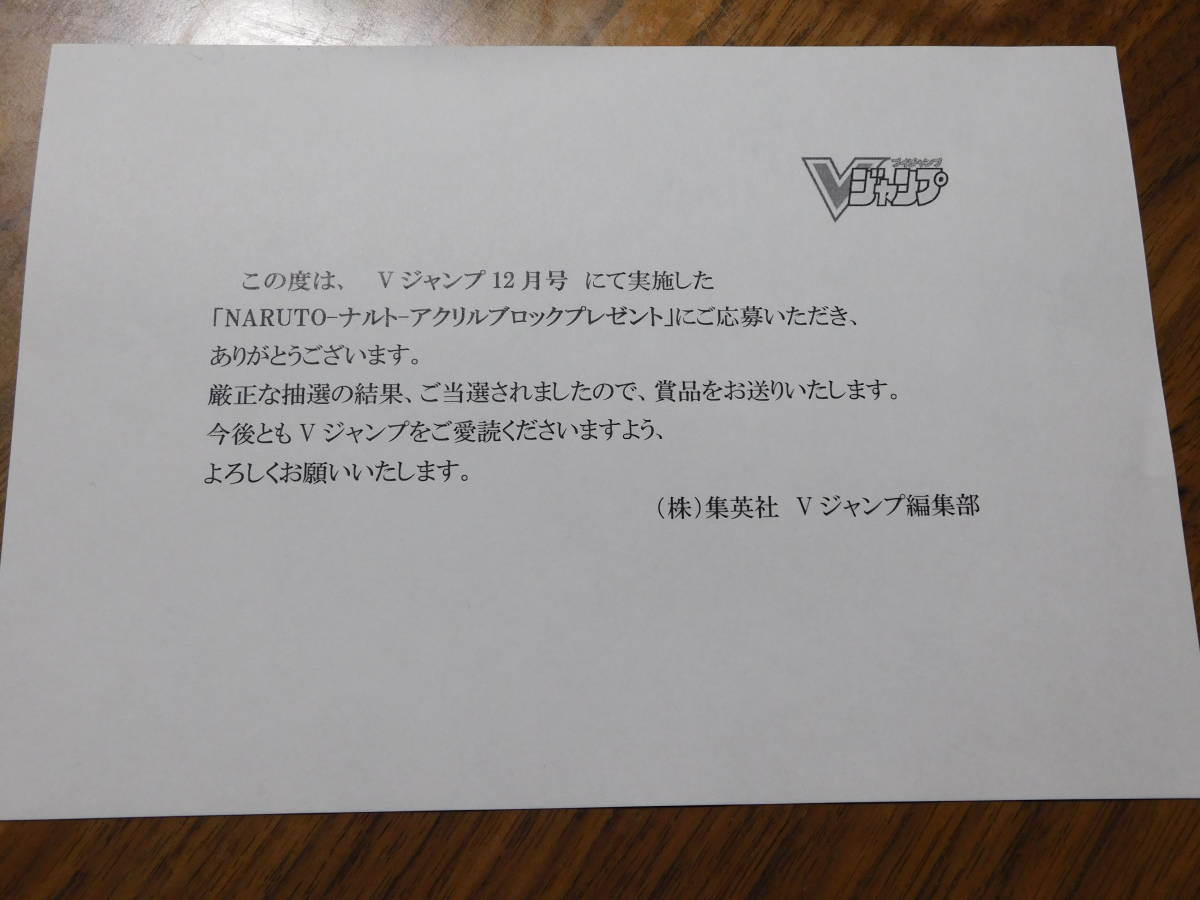 ブイジャンプ
Vジャンプ
この度は、 Vジャンプ12月号 にて実施した
「NARUTO-ナルト-アクリルブロックプレゼント」にご応募いただき、
ありがとうございます。
厳正な抽選の結果、ご当選されましたので、賞品をお送りいたします。
今後ともVジャンプをご愛読くださいますよう、
よろしくお願いいたします。
(株)集英社 Vジャンプ編集部